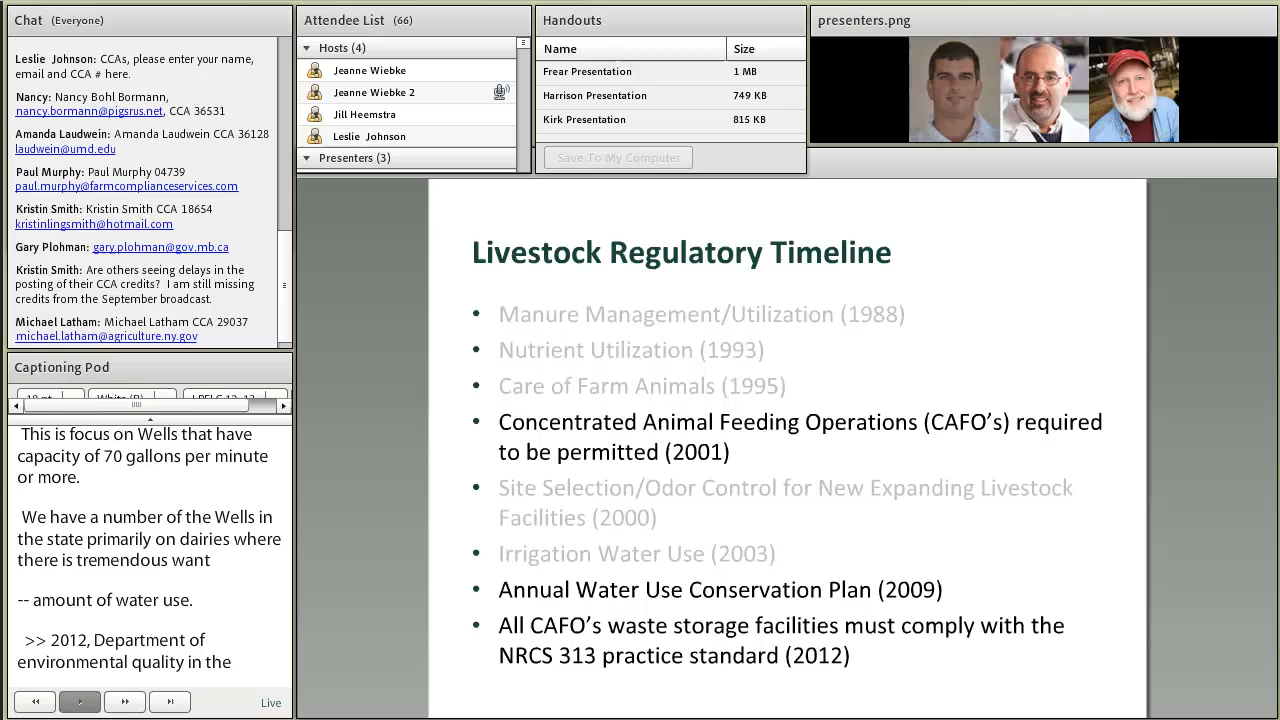 Chat (Everyone)
Leslie Johnson: CCAs, please enter your name,
email and CCA # here.
Nancy: Nancy Bohl Bormann,
nancy.bormann@pigsrus.net, CCA 36531
Amanda Laudwein: Amanda Laudwein CCA 36128
laudwein@umd.edu
Paul Murphy: Paul Murphy 04739
paul.murphy@farmcomplianceservices.com
Kristin Smith: Kristin Smith CCA 18654
kristinlingsmith@hotmail.com
Gary Plohman: gary.plohman@gov.mb.ca
Kristin Smith: Are others seeing delays in the
posting of their CCA credits? I am still missing
credits from the September broadcast.
Michael Latham: Michael Latham CCA 29037
michael.latham@agriculture.ny.gov
Captioning Pod
This is focus on Wells that have
capacity of 70 gallons per minute
or more.
We have a number of the Wells in
the state primarily on dairies where
there is tremendous want
-- amount of water use.
>> 2012, Department of
environmental quality in the
Live
Attendee List (66)
Hosts (4)
Jeanne Wiebke
Jeanne Wiebke 2
Jill Heemstra
Leslie Johnson
Presenters (3)
Handouts
Name Size
Frear Presentation 1 MB
Harrison Presentation 749 KB
Kirk Presentation 815 KB
Save To My Computer
presenters.png
Livestock Regulatory Timeline
• Manure Management/Utilization (1988)
• Nutrient Utilization (1993)
• Care of Farm Animals (1995)
• Concentrated Animal Feeding Operations (CAFO’s) required
to be permitted (2001)
• Site Selection/Odor Control for New Expanding Livestock
Facilities (2000)
• Irrigation Water Use (2003)
• Annual Water Use Conservation Plan (2009)
• All CAFO’s waste storage facilities must comply with the
NRCS 313 practice standard (2012)